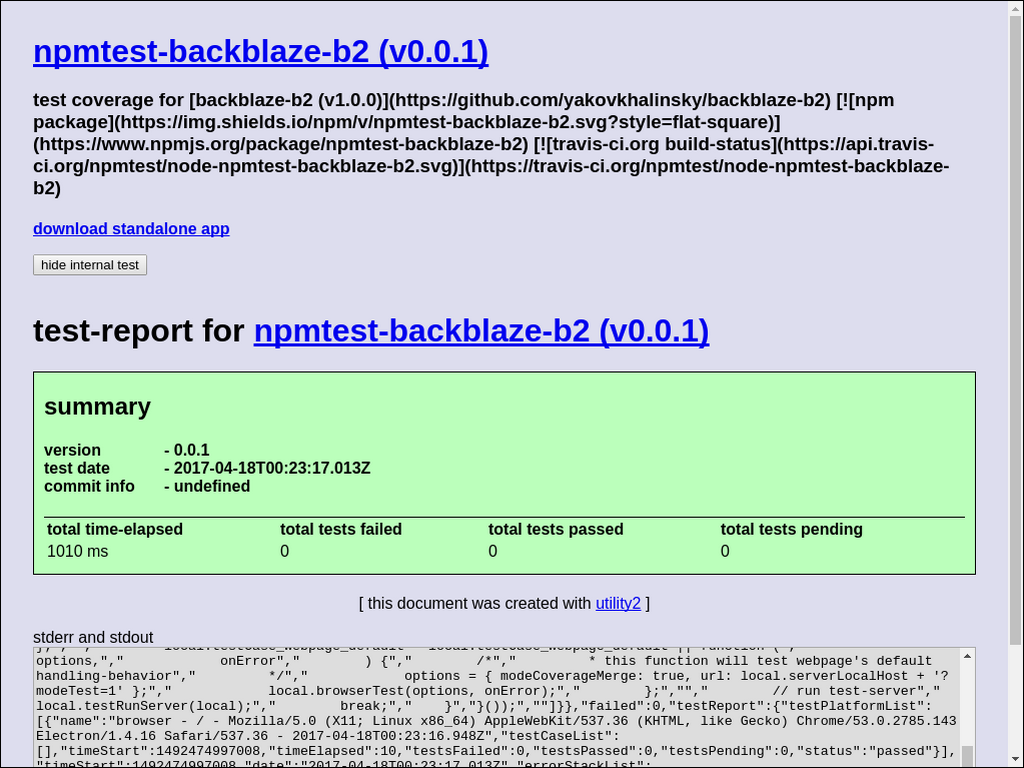 npmtest-backblaze-b2 (v0.0.1)
test coverage for [backblaze-b2 (v1.0.0)](https://github.com/yakovkhalinsky/backblaze-b2) [![npm
package](https://img.shields.io/npm/v/npmtest-backblaze-b2.svg?style=flat-square)]
(https://www.npmjs.org/package/npmtest-backblaze-b2) [![travis-ci.org build-status](https://api.travis-
ci.org/npmtest/node-npmtest-backblaze-b2.svg)](https://travis-ci.org/npmtest/node-npmtest-backblaze-
b2)
download standalone app
hide internal test
test-report for npmtest-backblaze-b2 (v0.0.1)
summary
version - 0.0.1
test date - 2017-04-18T00:23:17.013Z
commit info - undefined
total time-elapsed total tests failed total tests passed total tests pending
1010 ms 0 0 0
[ this document was created with utility2 ]
stderr and stdout
options,","            onError","        ) {","      /*","         * this function will test webpage's default
handling-behavior","         */","            options = { modeCoverageMerge: true, url: local.serverLocalHost + '?
modeTest=1' };","            local.browserTest(options, onError);","        };","","        // run test-server","
local.testRunServer(local);","        break;","    }","}());",""]}},"failed":0,"testReport":{"testPlatformList":
[{"name":"browser - / - Mozilla/5.0 (X11; Linux x86_64) AppleWebKit/537.36 (KHTML, like Gecko) Chrome/53.0.2785.143
Electron/1.4.16 Safari/537.36 - 2017-04-18T00:23:16.948Z","testCaseList":
[],"timeStart":1492474997008,"timeElapsed":10,"testsFailed":0,"testsPassed":0,"testsPending":0,"status":"passed"}],
"timeStart":1492474997008,"date":"2017-04-18T00:23:17.013Z","errorStackList":